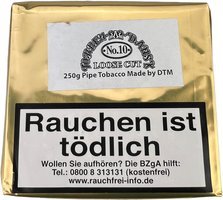 No.10
LOOSE CUT
250g Pipe Tobacco Made by DTM
Rauchen ist
tödlich
Wollen Sie aufhören? Die BZgA hilft:
Tel.: 0800 8 313131 (kostenfrei)
www.rauchfrei-info.de